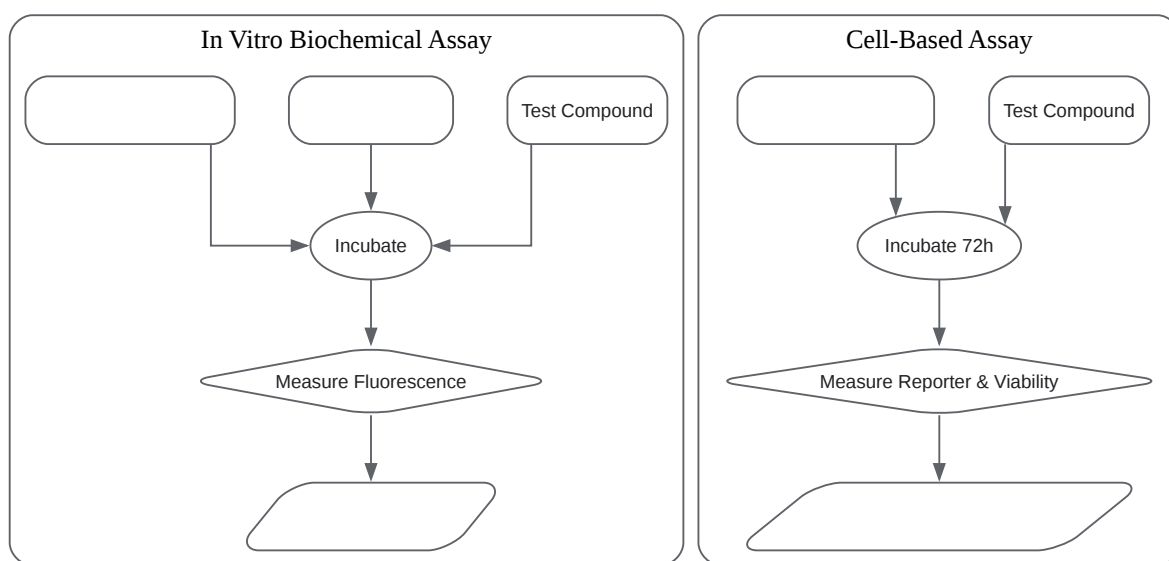 In Vitro Biochemical Assay
Test Compound
Incubate
Measure Fluorescence
Cell-Based Assay
Test Compound
Incubate 72h
Measure Reporter & Viability